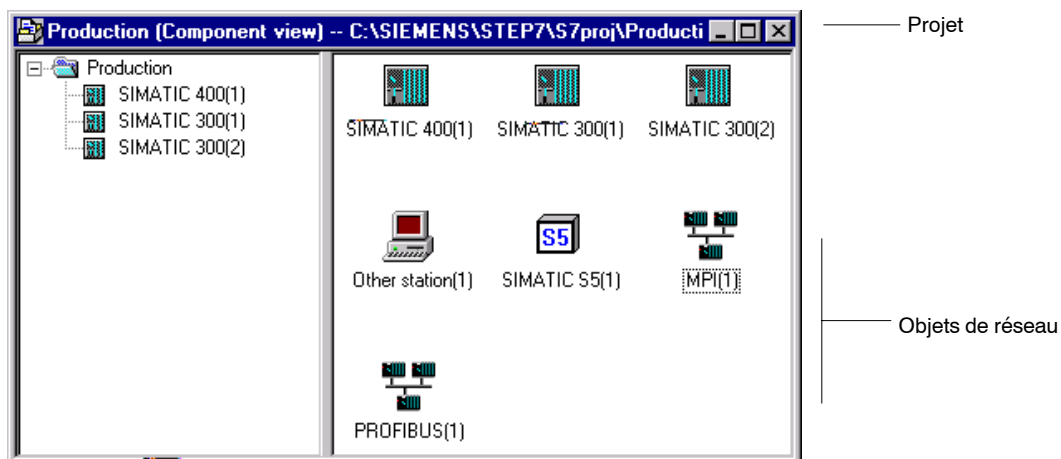 Production (Component view) -- C:\SIEMENS\STEP7\S7proj\Producti
Projet
Production
SIMATIC 400(1)
SIMATIC 300(1)
SIMATIC 300(2)
SIMATIC 400(1) SIMATIC 300(1) SIMATIC 300(2)
S5
Other station(1) SIMATIC S5(1) MPI(1)
Objets de réseau
PROFIBUS(1)